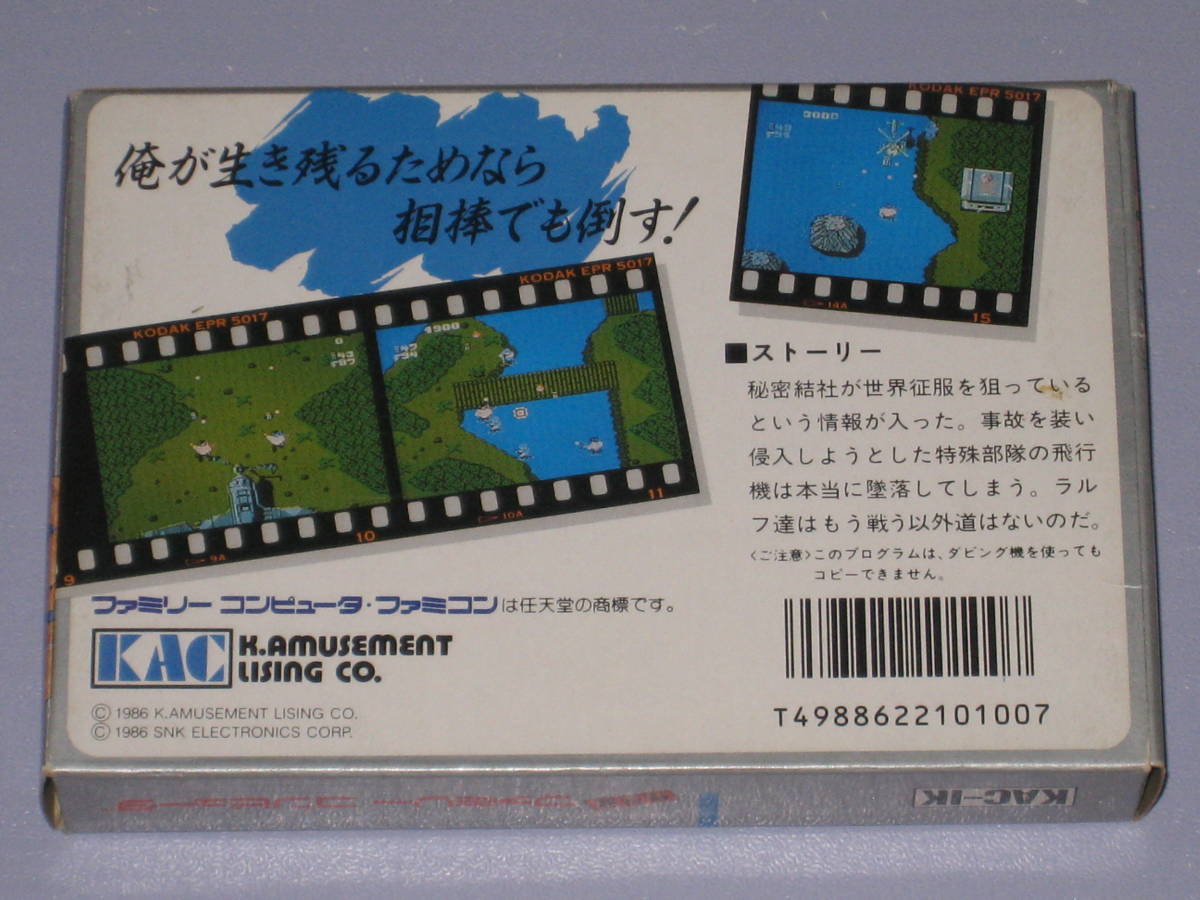 俺が生き残るためなら
相棒でも倒す!
KODAK EPR 5017
15
KODAK EPR 5017
KODAK EPR 5017
4900
9
9A
10
10A
11
14A
■ストーリー
秘密結社が世界征服を狙っている
という情報が入った。事故を装い
侵入しようとした特殊部隊の飛行
機は本当に墜落してしまう。ラル
フ達はもう戦う以外道はないのだ。
〈ご注意〉このプログラムは、ダビング機を使っても
コピーできません。
ファミリーコンピュータ・ファミコンは任天堂の商標です。
KAC
K.AMUSEMENT
LISING CO.
© 1986 K.AMUSEMENT LISING CO.
© 1986 SNK ELECTRONICS CORP.
T4988622101007
KAC-IK